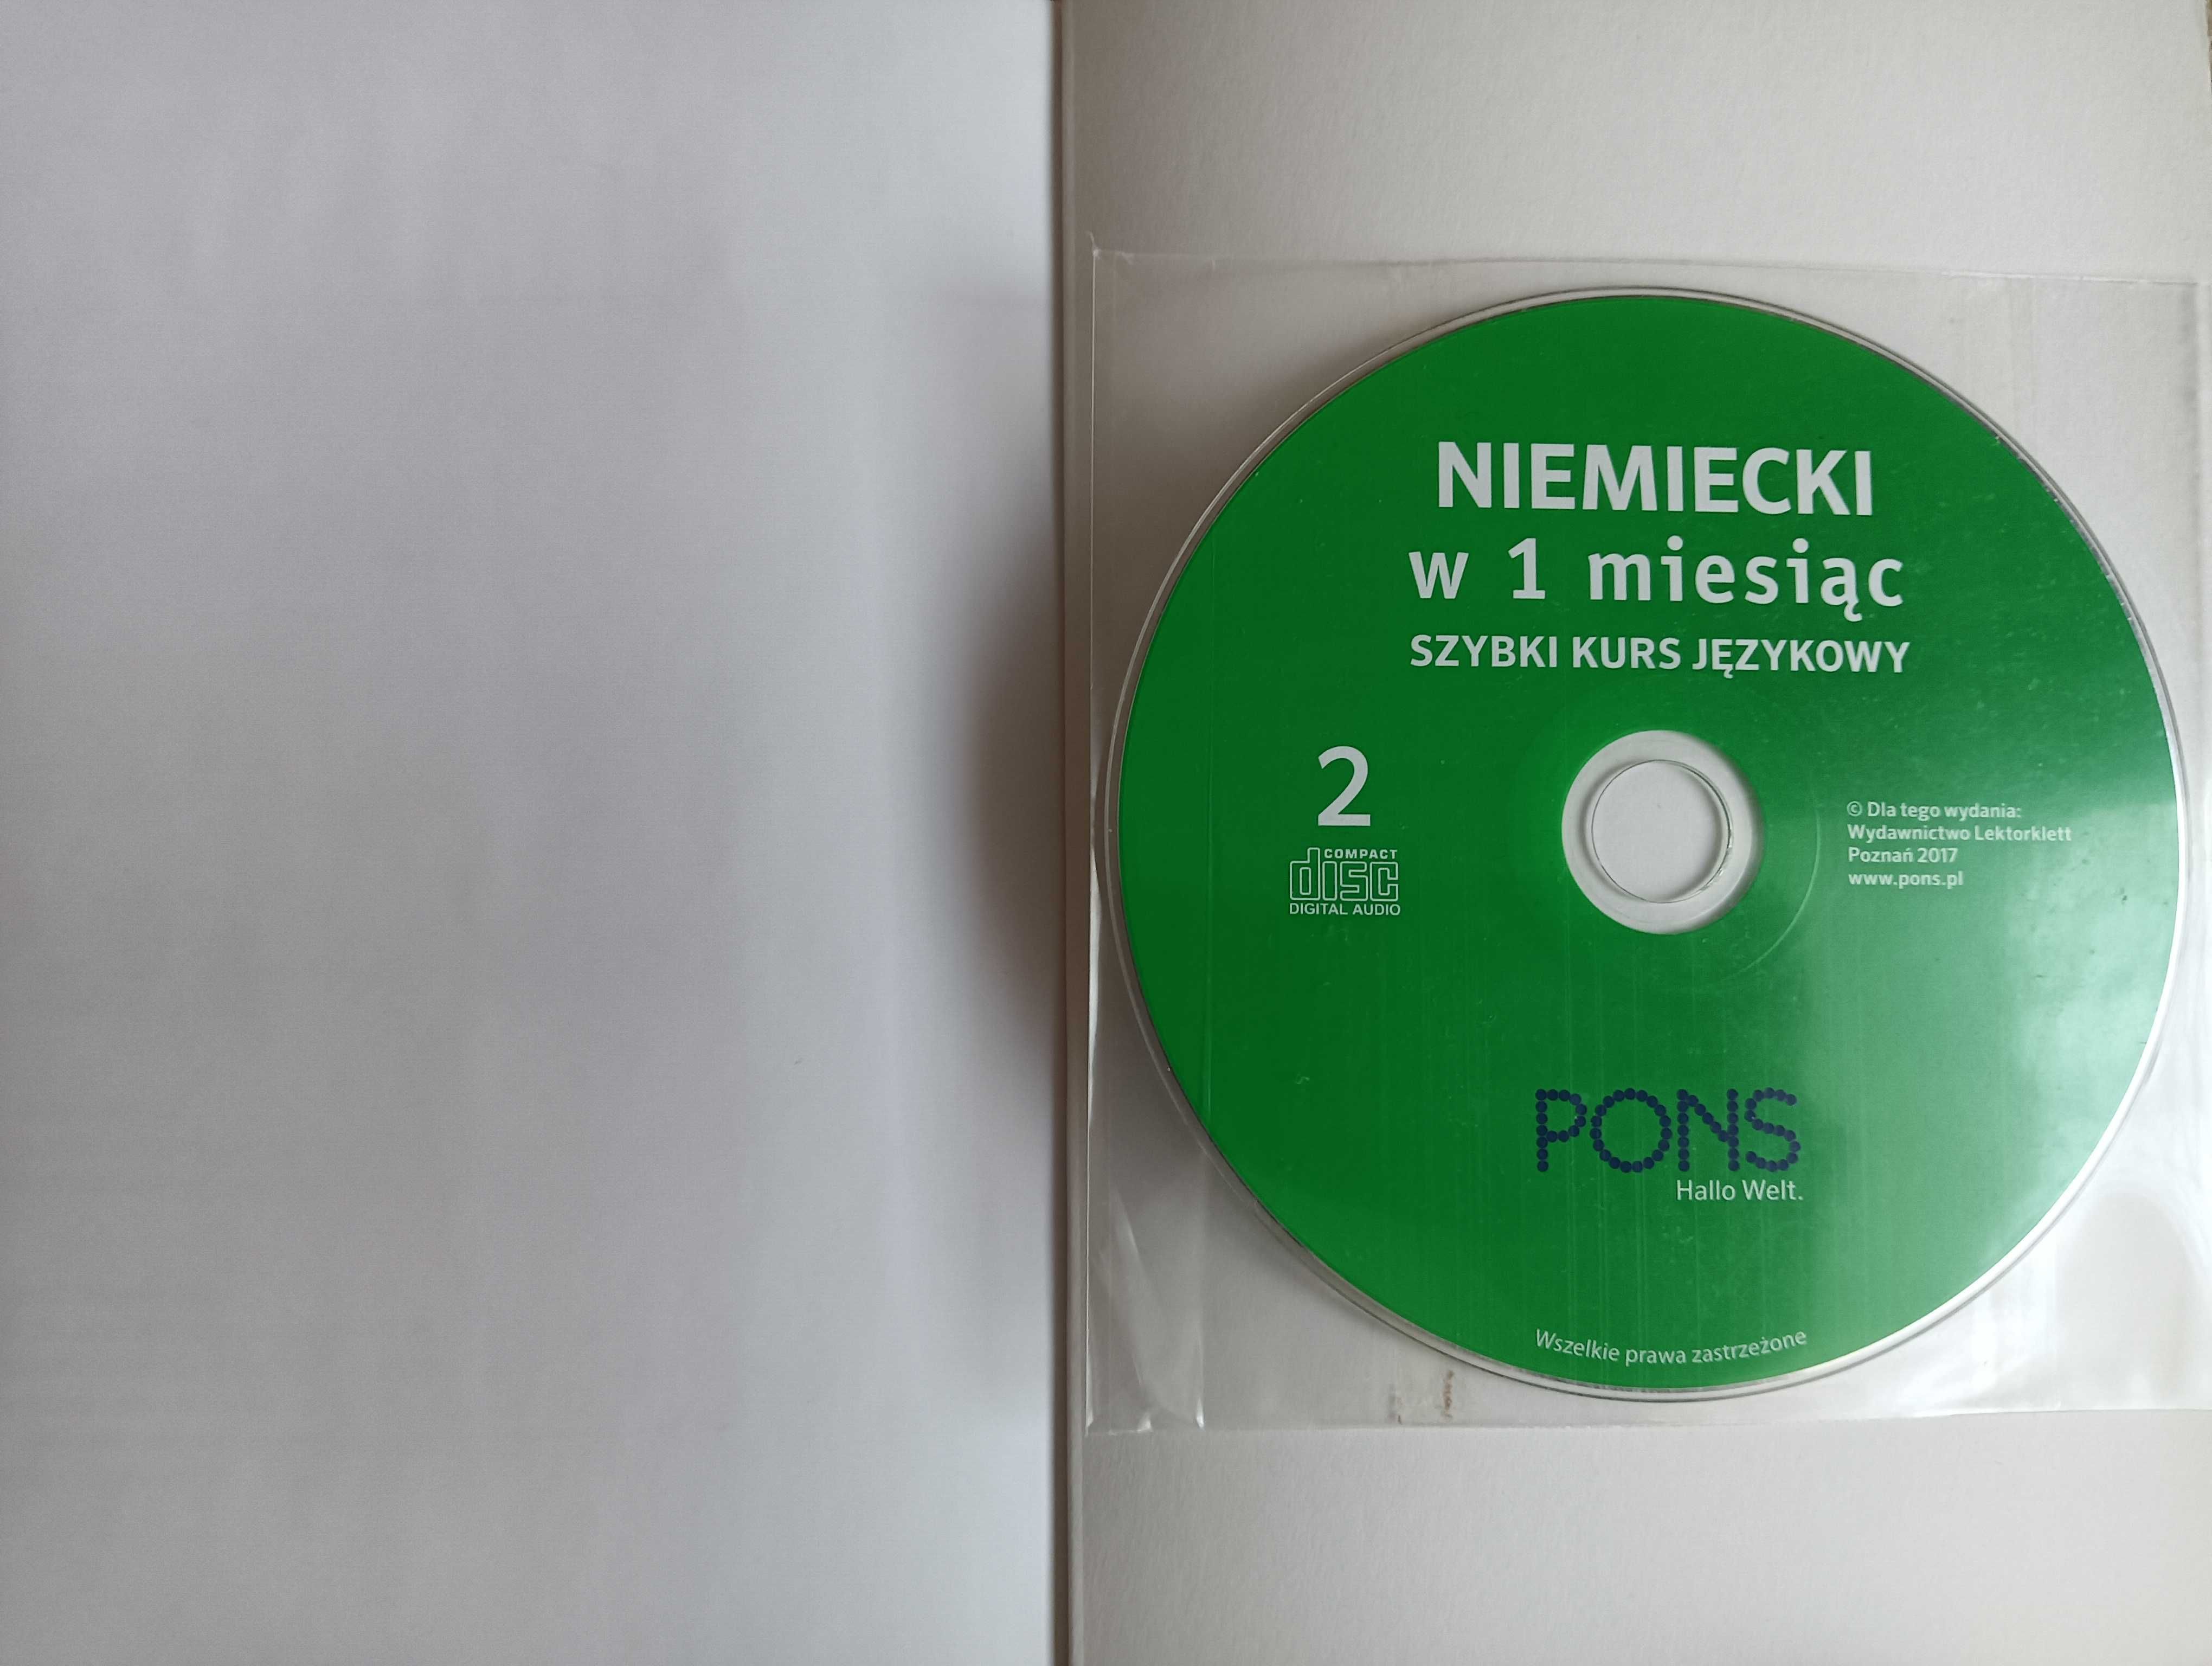 NIEMIECKI
w 1 miesiąc
SZYBKI KURS JĘZYKOWY
2
COMPACT
disc
DIGITAL AUDIO
© Dla tego wydania:
Wydawnictwo Lektorklett
Poznań 2017
www.pons.pl
PONS
Hallo Welt.
Wszelkie prawa zastrzeżone